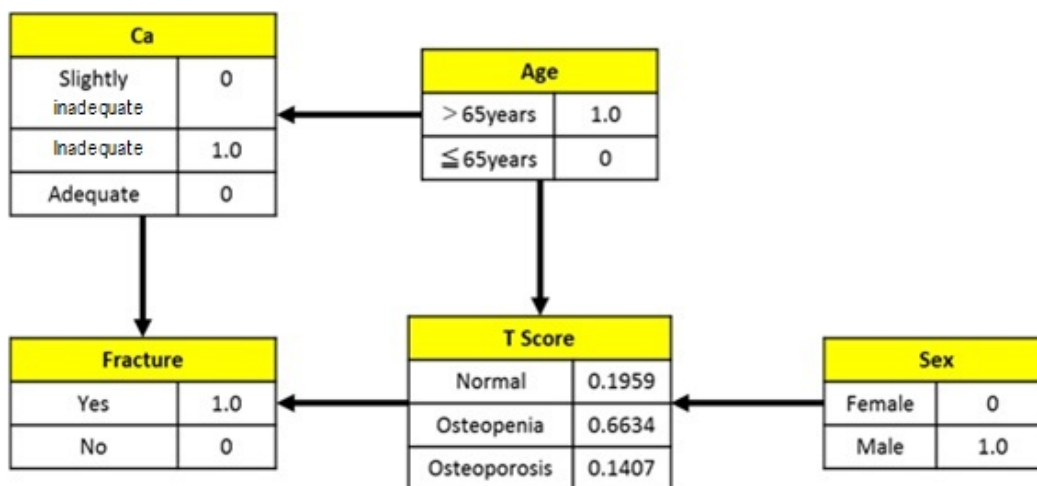 Ca
Slightly
inadequate
0
Inadequate 1.0
Adequate 0
Age
＞65years 1.0
≦65years 0
Fracture
Yes 1.0
No 0
T Score
Normal 0.1959
Osteopenia 0.6634
Osteoporosis 0.1407
Sex
Female 0
Male 1.0